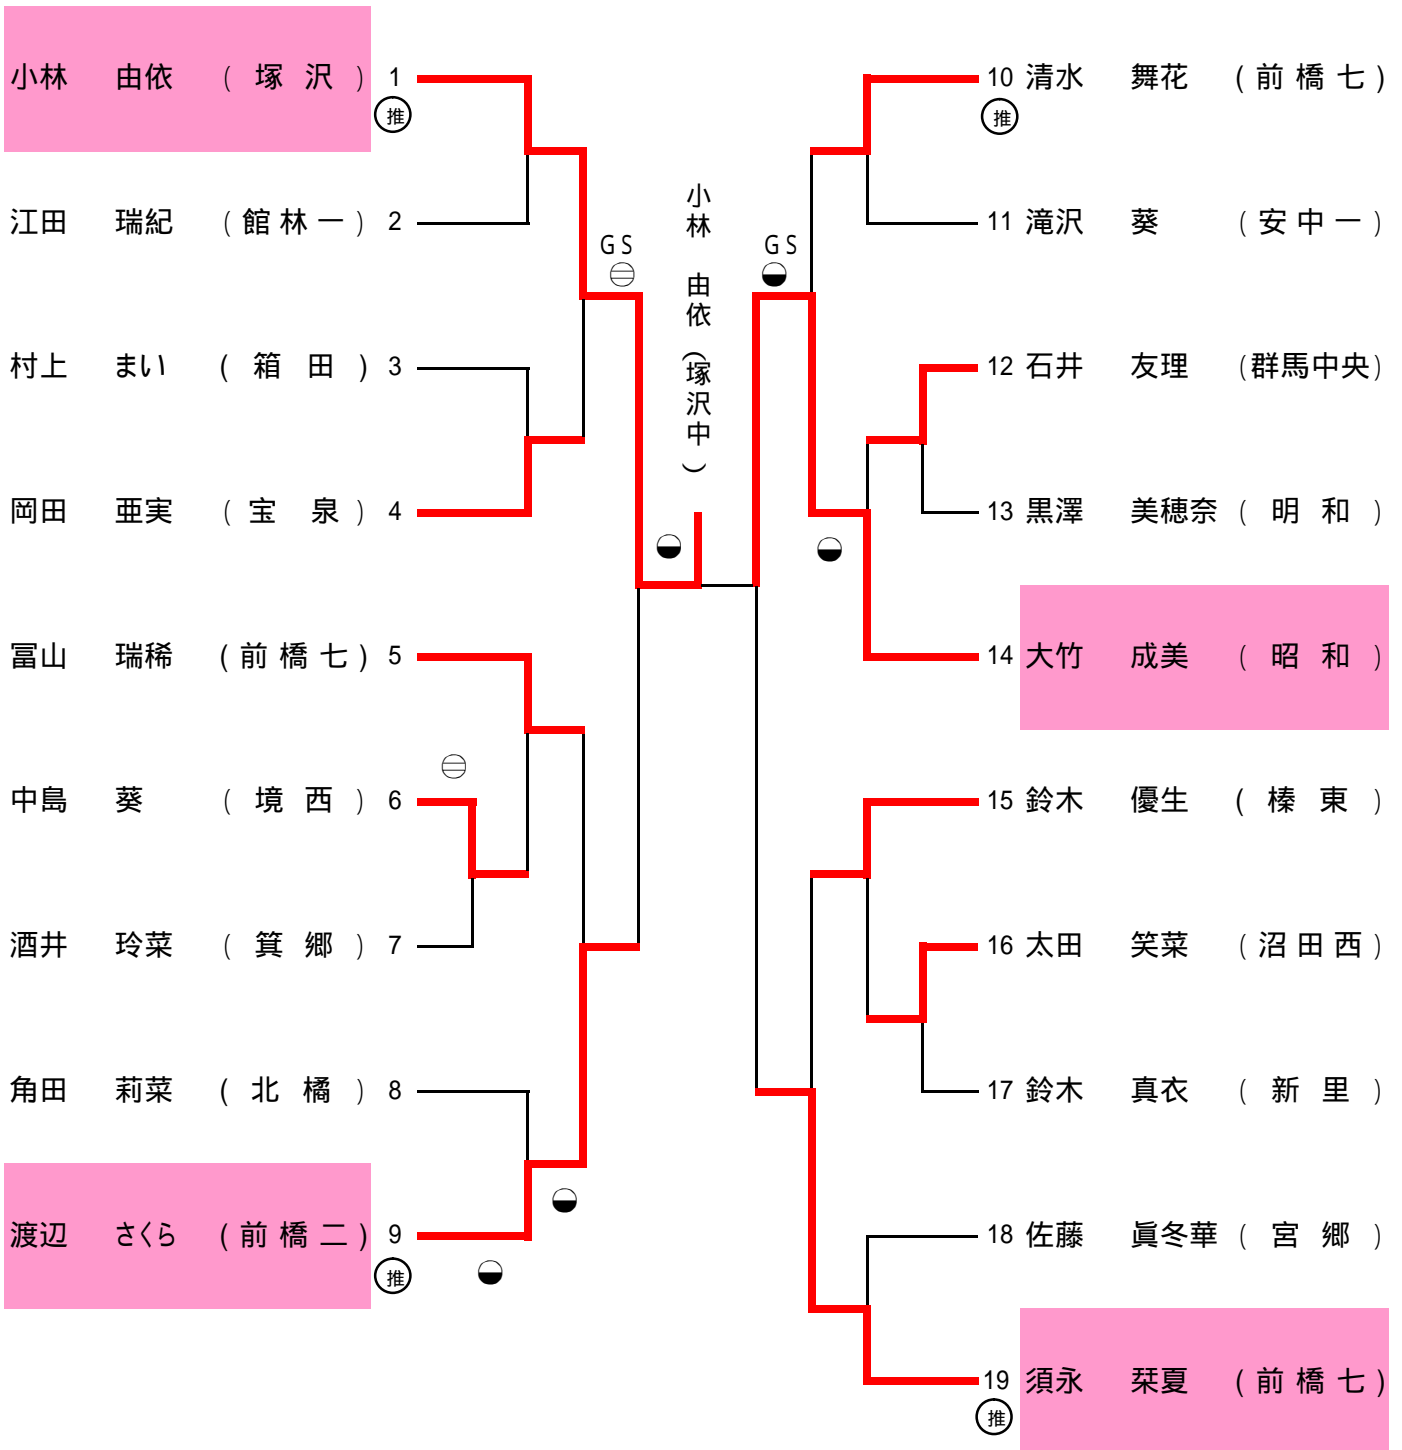 小林 由依 (塚沢) 1
推
江田 瑞紀 (館林一) 2
村上 まい (箱田) 3
岡田 亜実 (宝泉) 4
冨山 瑞稀 (前橋七) 5
中島 葵 (境西) 6
酒井 玲菜 (箕郷) 7
角田 莉菜 (北橘) 8
渡辺 さくら (前橋二) 9
推
GS
小林 由依 (塚沢中)
GS
10 清水 舞花 (前橋七)
推
11 滝沢 葵 (安中一)
12 石井 友理 (群馬中央)
13 黒澤 美穂奈 (明和)
14 大竹 成美 (昭和)
15 鈴木 優生 (榛東)
16 太田 笑菜 (沼田西)
17 鈴木 真衣 (新里)
18 佐藤 眞冬華 (宮郷)
19 須永 栞夏 (前橋七)
推